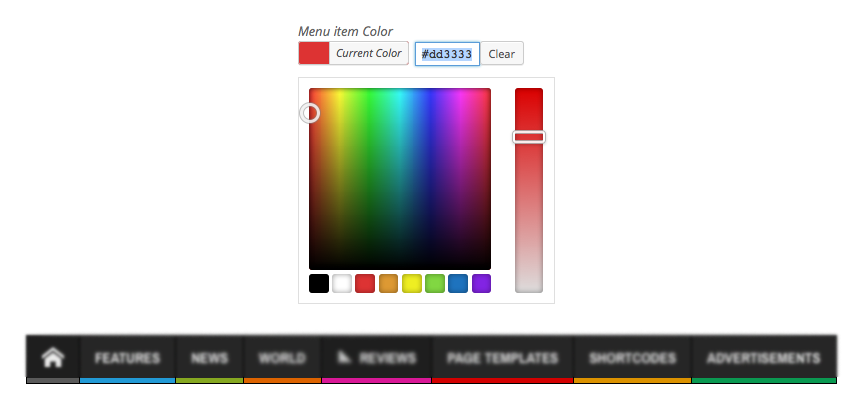 Menu item Color
Current Color #dd3333 Clear
FEATURES NEWS WORLD REVIEWS PAGE TEMPLATES SHORTCODES ADVERTISEMENTS